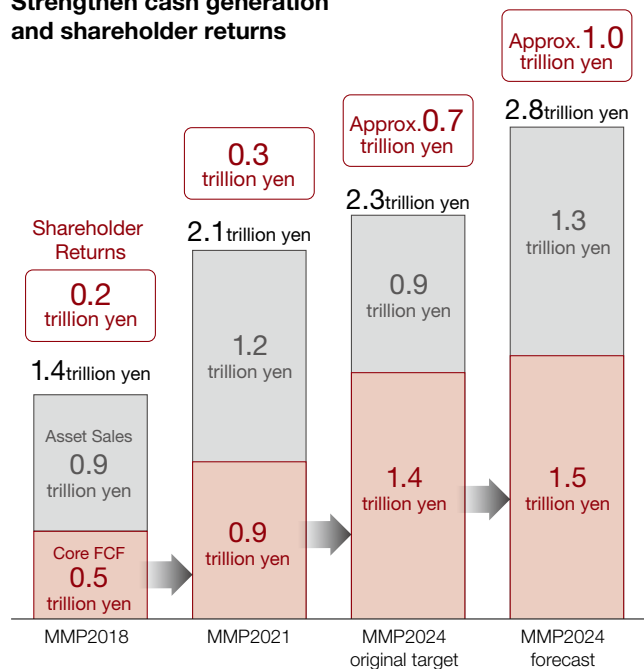 Strengthen cash generation
and shareholder returns
Shareholder
Returns
0.2
trillion yen
1.4trillion yen
Asset Sales
0.9
trillion yen
Core FCF
0.5
trillion yen
MMP2018
0.3
trillion yen
2.1trillion yen
1.2
trillion yen
0.9
trillion yen
MMP2021
Approx.0.7
trillion yen
2.3trillion yen
0.9
trillion yen
1.4
trillion yen
MMP2024
original target
Approx.1.0
trillion yen
2.8trillion yen
1.3
trillion yen
1.5
trillion yen
MMP2024
forecast